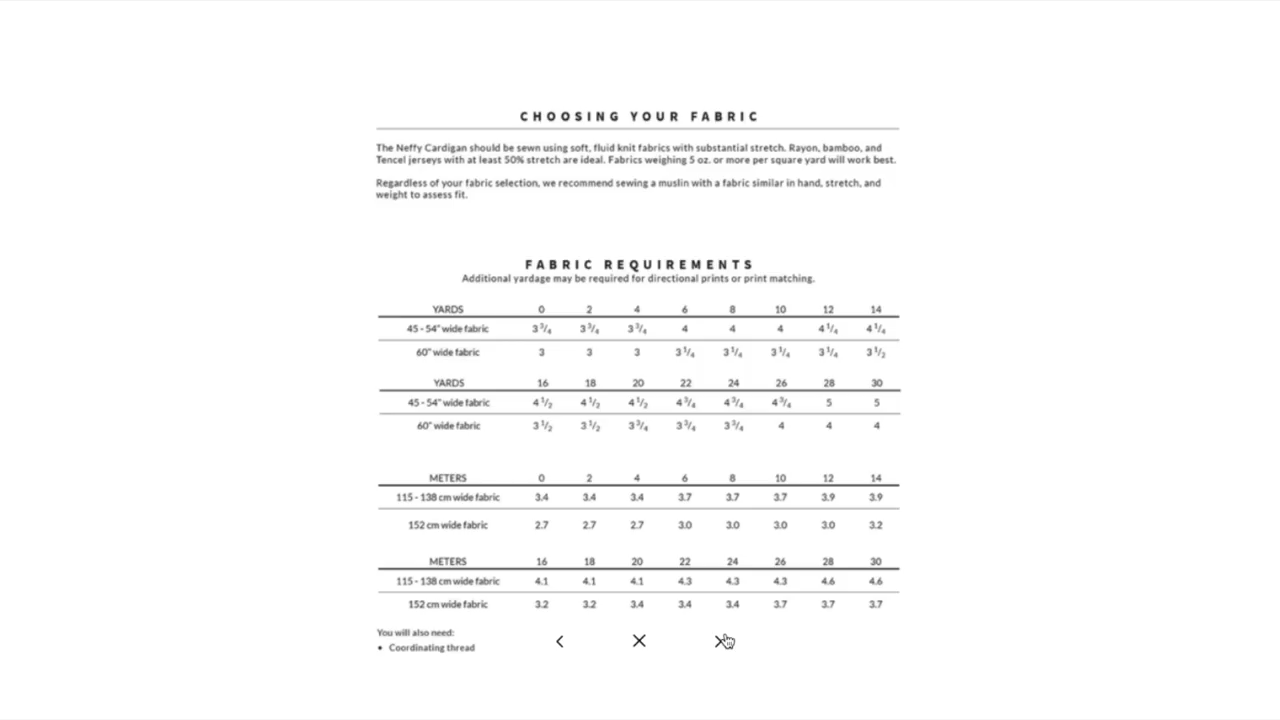 CHOOSING YOUR FABRIC
The Neffy Cardigan should be sewn using soft, fluid knit fabrics with substantial stretch. Rayon, bamboo, and
Tencel jerseys with at least 50% stretch are ideal. Fabrics weighing 5 oz. or more per square yard will work best.
Regardless of your fabric selection, we recommend sewing a muslin with a fabric similar in hand, stretch, and
weight to assess fit.
FABRIC REQUIREMENTS
Additional yardage may be required for directional prints or print matching.
YARDS 0 2 4 6 8 10 12 14
45 - 54" wide fabric 3 3/4 3 3/4 3 3/4 4 4 4 4 1/4 4 1/4
60" wide fabric 3 3 3 3 1/4 3 1/4 3 1/4 3 1/4 3 1/2
YARDS 16 18 20 22 24 26 28 30
45 - 54" wide fabric 4 1/2 4 1/2 4 1/2 4 3/4 4 3/4 4 3/4 5 5
60" wide fabric 3 1/2 3 1/2 3 3/4 3 3/4 3 3/4 4 4 4
METERS 0 2 4 6 8 10 12 14
115 - 138 cm wide fabric 3.4 3.4 3.4 3.7 3.7 3.7 3.9 3.9
152 cm wide fabric 2.7 2.7 2.7 3.0 3.0 3.0 3.0 3.2
METERS 16 18 20 22 24 26 28 30
115 - 138 cm wide fabric 4.1 4.1 4.1 4.3 4.3 4.3 4.6 4.6
152 cm wide fabric 3.2 3.2 3.4 3.4 3.4 3.7 3.7 3.7
You will also need:
• Coordinating thread